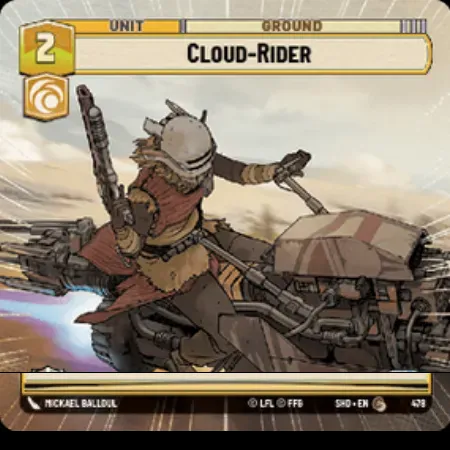 UNIT
GROUND
2
CLOUD-RIDER
MICKAEL BALLOUL
© LFL © FFG
SHD • EN
478